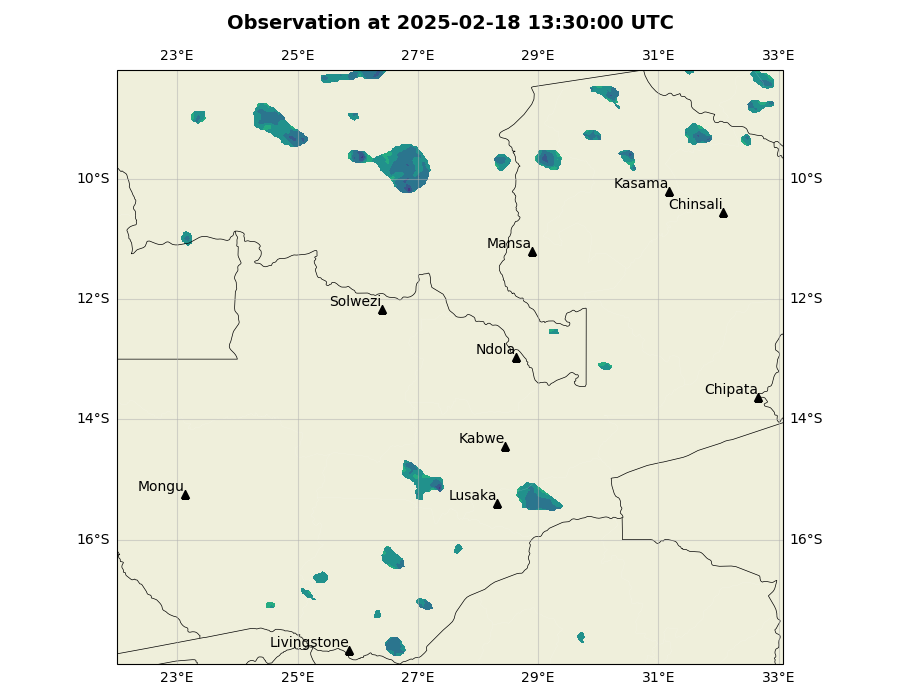 Observation at 2025-02-18 13:30:00 UTC
23°E 25°E 27°E 29°E 31°E 33°E
10°S 10°S
Kasama
Chinsali
Mansa
12°S 12°S
Solwezi
Ndola
Chipata
14°S 14°S
Kabwe
Mongu
Lusaka
16°S 16°S
Livingstone
23°E 25°E 27°E 29°E 31°E 33°E